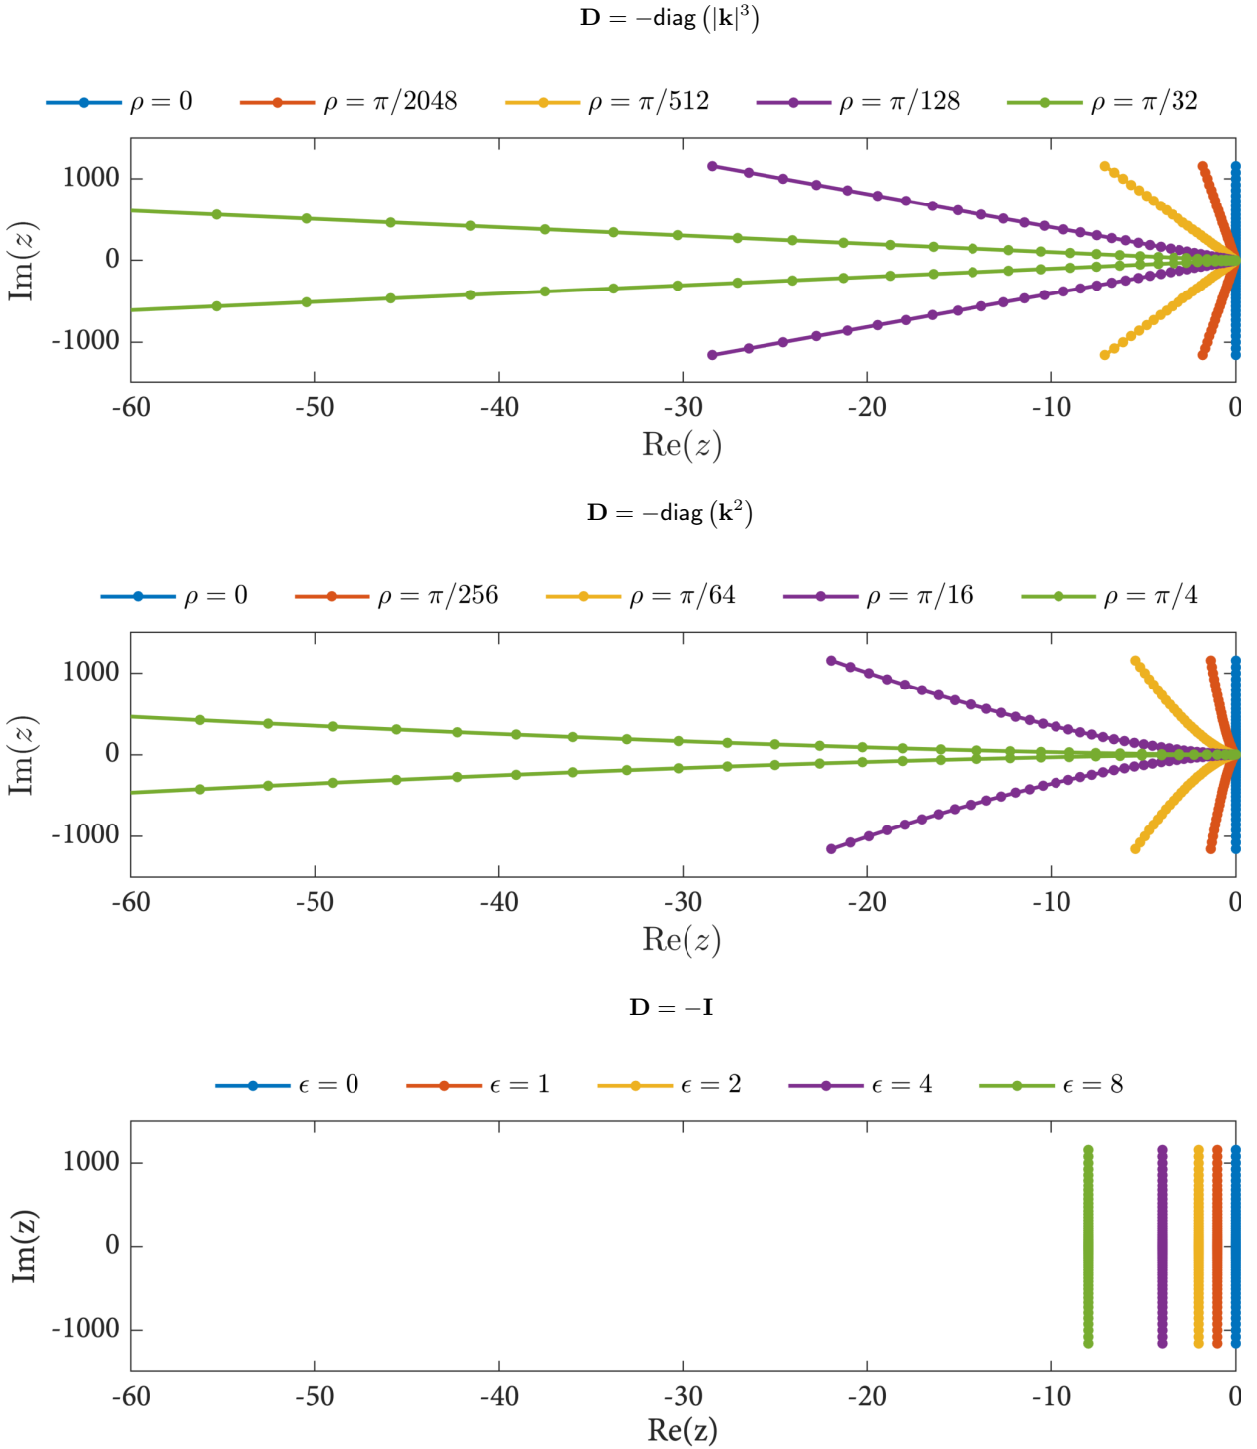 D = −diag (|k|³)
ρ = 0 ρ = π/2048 ρ = π/512 ρ = π/128 ρ = π/32
1000
0
-1000
Im(z)
-60 -50 -40 -30 -20 -10 0
Re(z)
D = −diag (k²)
ρ = 0 ρ = π/256 ρ = π/64 ρ = π/16 ρ = π/4
1000
0
-1000
Im(z)
-60 -50 -40 -30 -20 -10 0
Re(z)
D = −I
ϵ = 0 ϵ = 1 ϵ = 2 ϵ = 4 ϵ = 8
1000
0
-1000
Im(z)
-60 -50 -40 -30 -20 -10 0
Re(z)